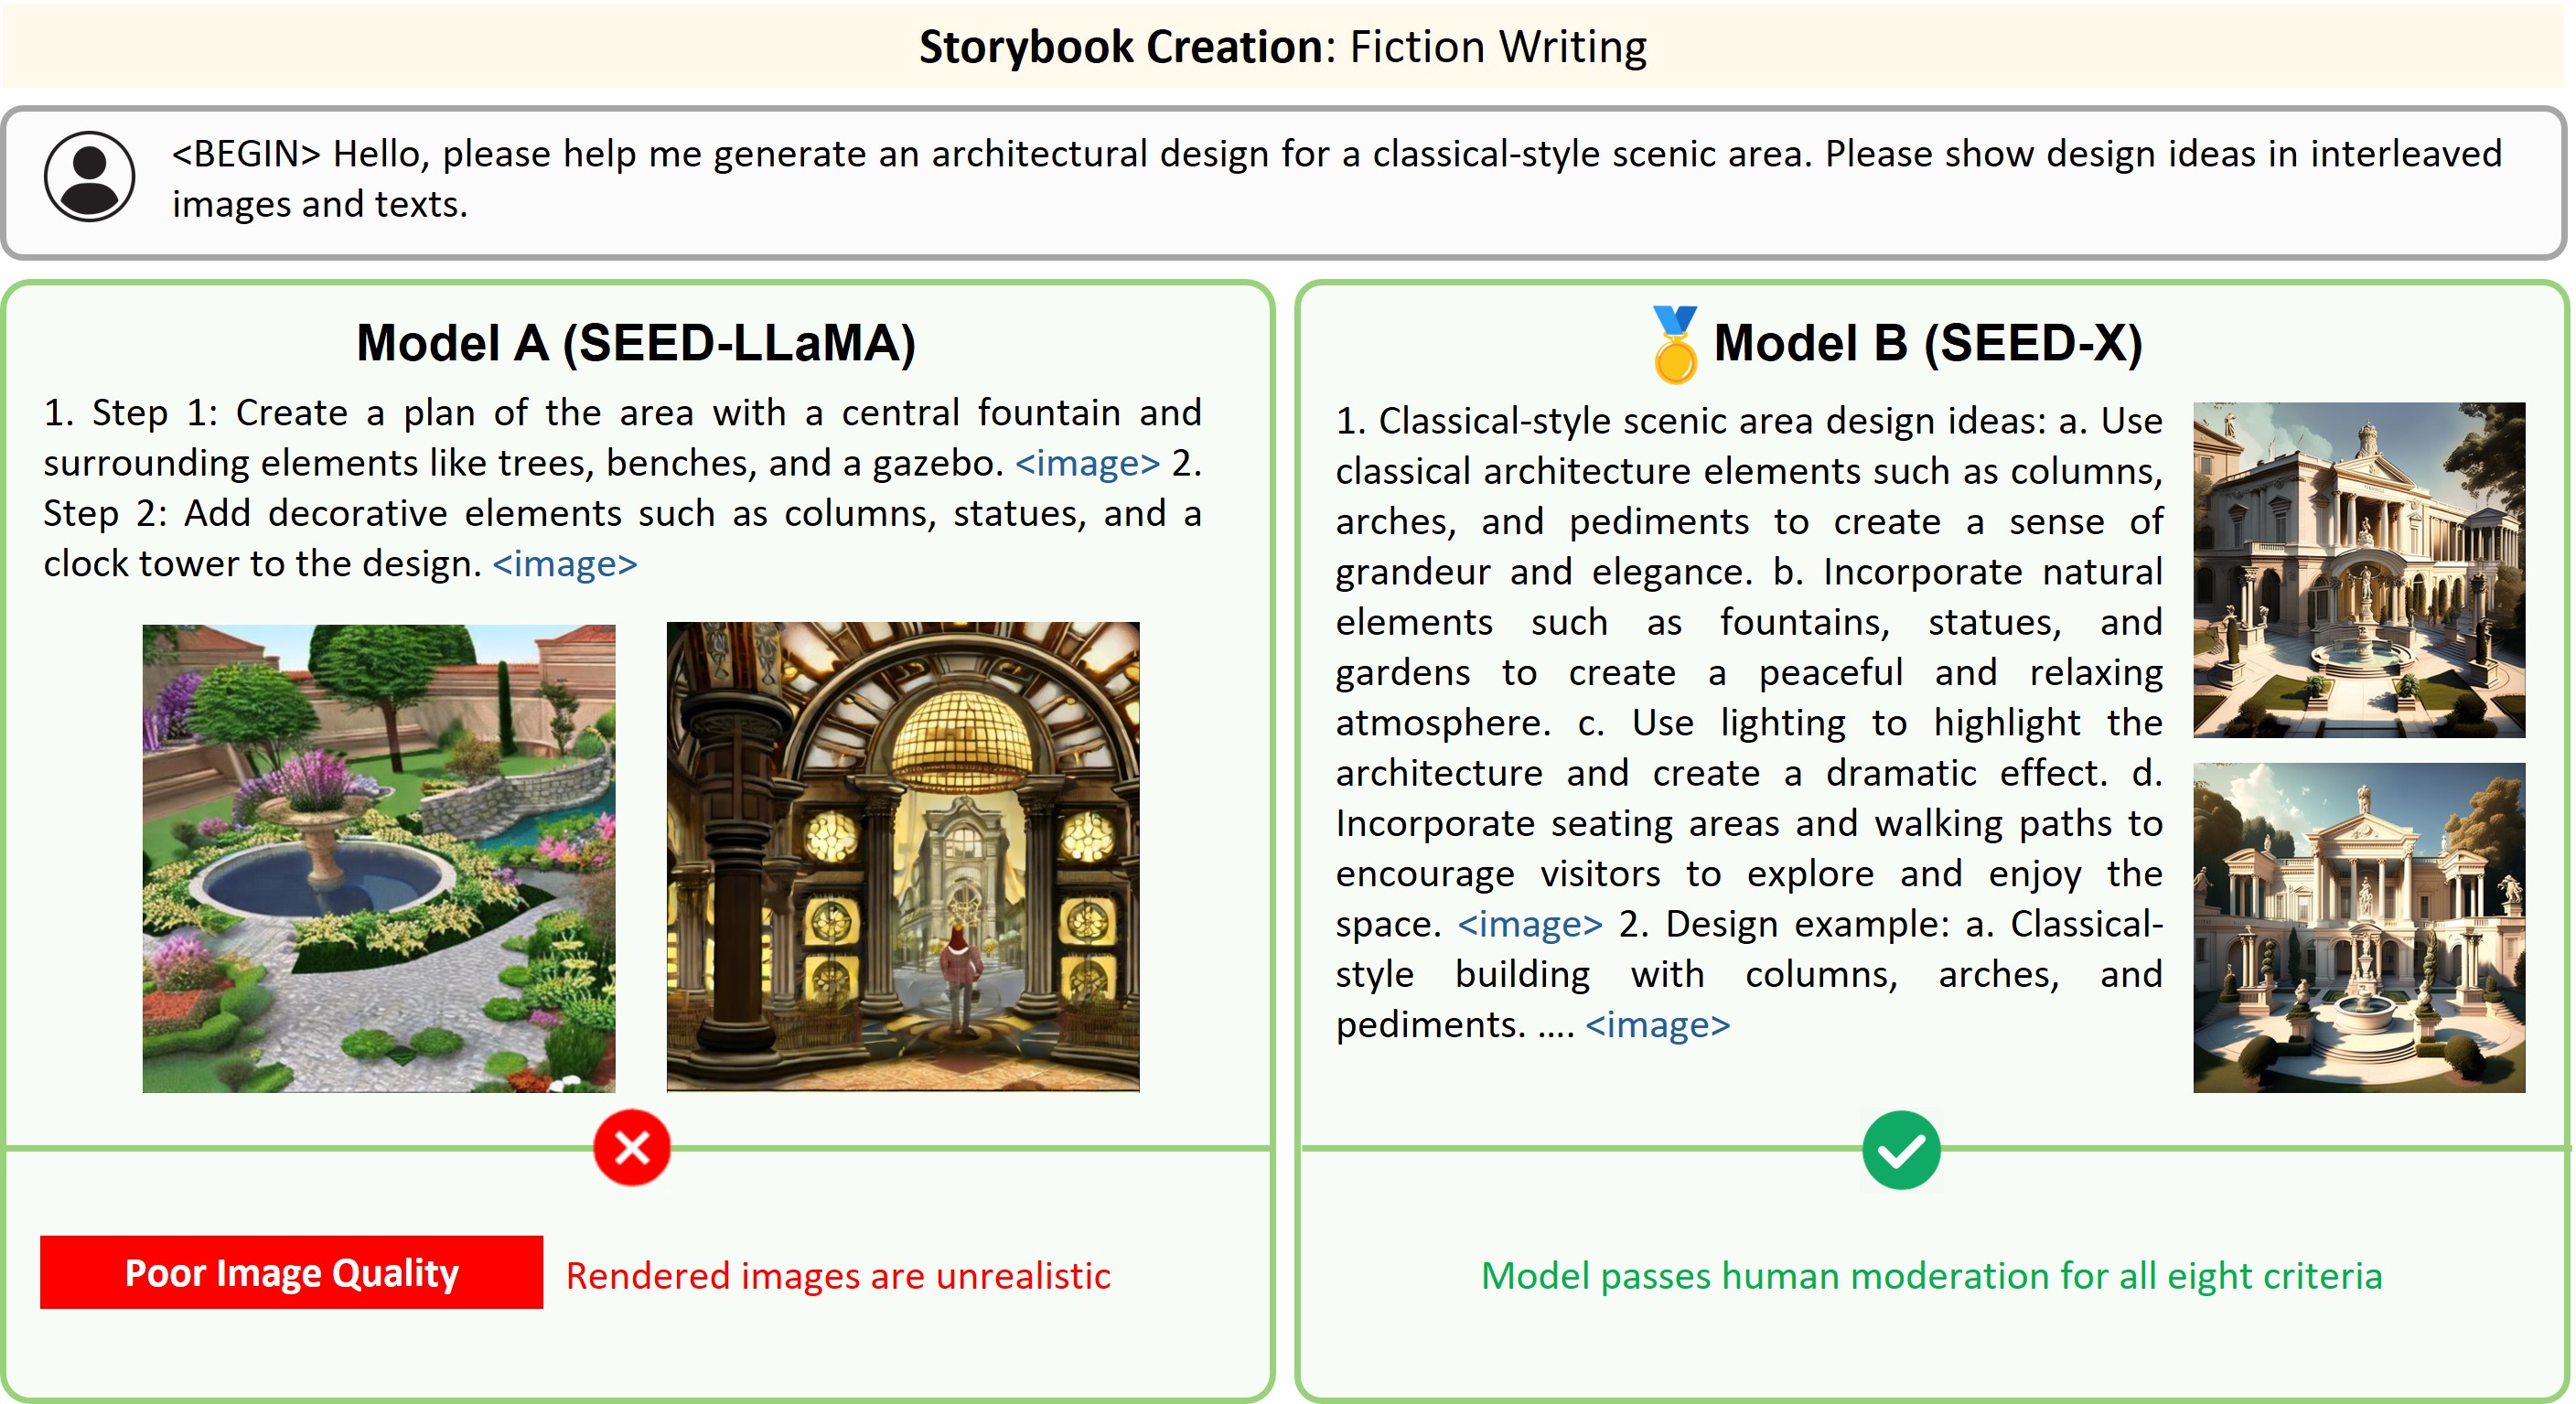 Storybook Creation: Fiction Writing
<BEGIN> Hello, please help me generate an architectural design for a classical-style scenic area. Please show design ideas in interleaved
images and texts.
Model A (SEED-LLaMA)
1. Step 1: Create a plan of the area with a central fountain and
surrounding elements like trees, benches, and a gazebo. <image> 2.
Step 2: Add decorative elements such as columns, statues, and a
clock tower to the design. <image>
Poor Image Quality
Rendered images are unrealistic
Model B (SEED-X)
1. Classical-style scenic area design ideas: a. Use
classical architecture elements such as columns,
arches, and pediments to create a sense of
grandeur and elegance. b. Incorporate natural
elements such as fountains, statues, and
gardens to create a peaceful and relaxing
atmosphere. c. Use lighting to highlight the
architecture and create a dramatic effect. d.
Incorporate seating areas and walking paths to
encourage visitors to explore and enjoy the
space. <image> 2. Design example: a. Classical-
style building with columns, arches, and
pediments. .... <image>
Model passes human moderation for all eight criteria